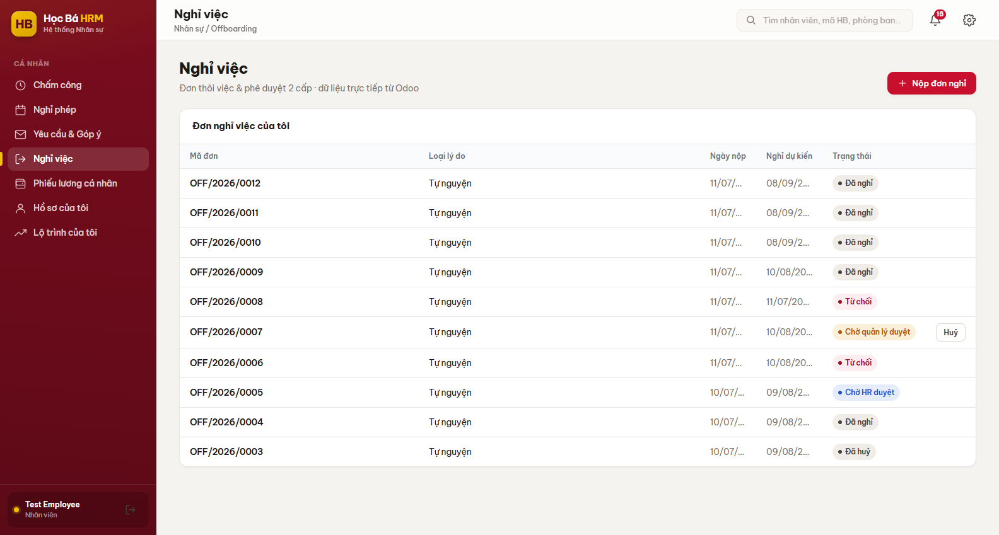 HB
Học Bá HRM
Hệ thống Nhân sự
CÁ NHÂN
Chấm công
Nghỉ phép
Yêu cầu & Góp ý
Nghỉ việc
Phiếu lương cá nhân
Hồ sơ của tôi
Lộ trình của tôi
Test Employee
Nhân viên
Nghỉ việc
Nhân sự / Offboarding
Tìm nhân viên, mã HB, phòng ban...
15
Nghỉ việc
Đơn thôi việc & phê duyệt 2 cấp · dữ liệu trực tiếp từ Odoo
+ Nộp đơn nghỉ
Đơn nghỉ việc của tôi
Mã đơn Loại lý do Ngày nộp Nghỉ dự kiến Trạng thái
OFF/2026/0012 Tự nguyện 11/07/... 08/09/2... Đã nghỉ
OFF/2026/0011 Tự nguyện 11/07/... 08/09/2... Đã nghỉ
OFF/2026/0010 Tự nguyện 11/07/... 08/09/2... Đã nghỉ
OFF/2026/0009 Tự nguyện 11/07/... 10/08/20... Đã nghỉ
OFF/2026/0008 Tự nguyện 11/07/... 11/07/20... Từ chối
OFF/2026/0007 Tự nguyện 11/07/... 10/08/20... Chờ quản lý duyệt Huỷ
OFF/2026/0006 Tự nguyện 11/07/... 10/08/20... Từ chối
OFF/2026/0005 Tự nguyện 10/07/... 09/08/2... Chờ HR duyệt
OFF/2026/0004 Tự nguyện 10/07/... 09/08/2... Đã nghỉ
OFF/2026/0003 Tự nguyện 10/07/... 09/08/2... Đã huỷ